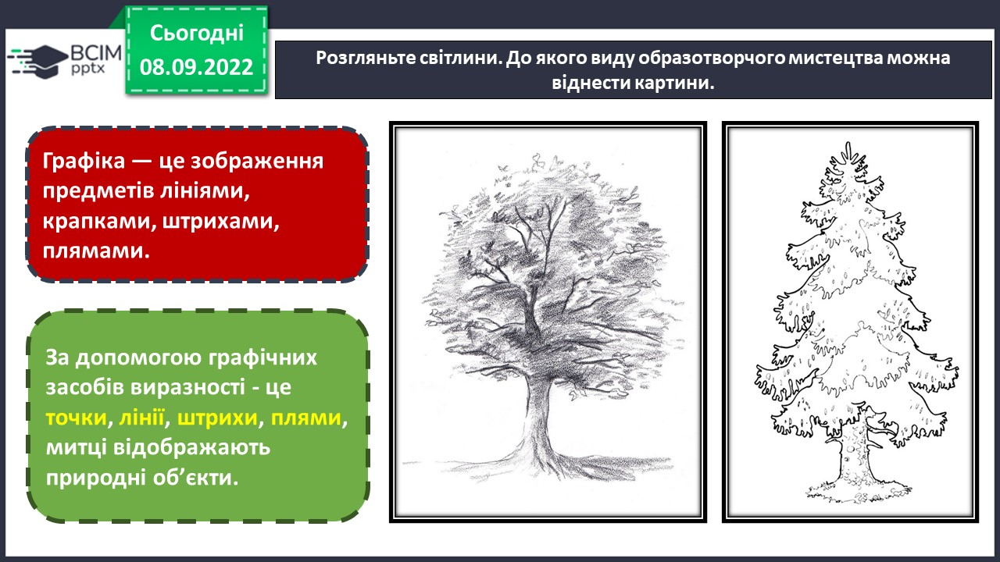 Сьогодні
08.09.2022
BCIM
pptx
Розгляньте світлини. До якого виду образотворчого мистецтва можна
віднести картини.
Графіка — це зображення
предметів лініями,
крапками, штрихами,
плямами.
За допомогою графічних
засобів виразності - це
точки, лінії, штрихи, плями,
митці відображають
природні об’єкти.